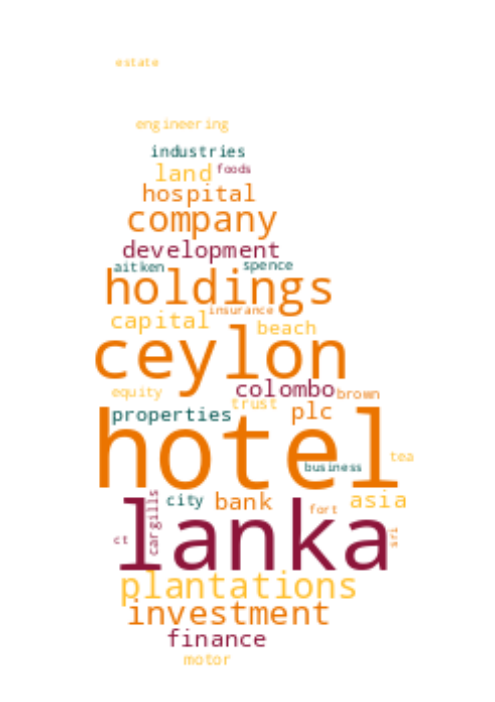 estate
engineering
industries
land foods
hospital
company
development
aitken spence
holdings
insurance
capital beach
ceylon
colombo
equity brown
trust
properties plc
hotel
tea
business
city bank asia
cargills fort
lanka
ct sri
plantations
investment
finance
motor